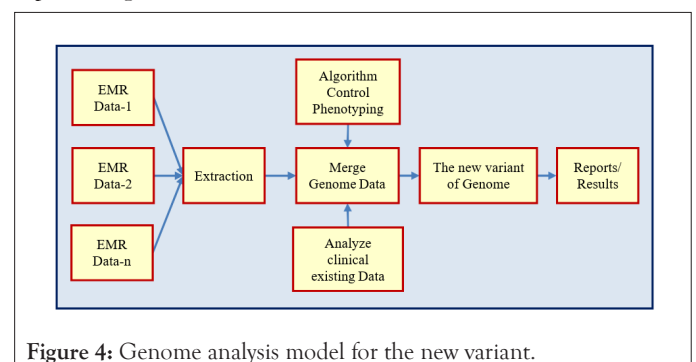 EMR
Data-1
EMR
Data-2
EMR
Data-n
Extraction
Algorithm
Control
Phenotyping
Merge
Genome Data
Analyze
clinical
existing Data
The new variant
of Genome
Reports/
Results
Figure 4: Genome analysis model for the new variant.